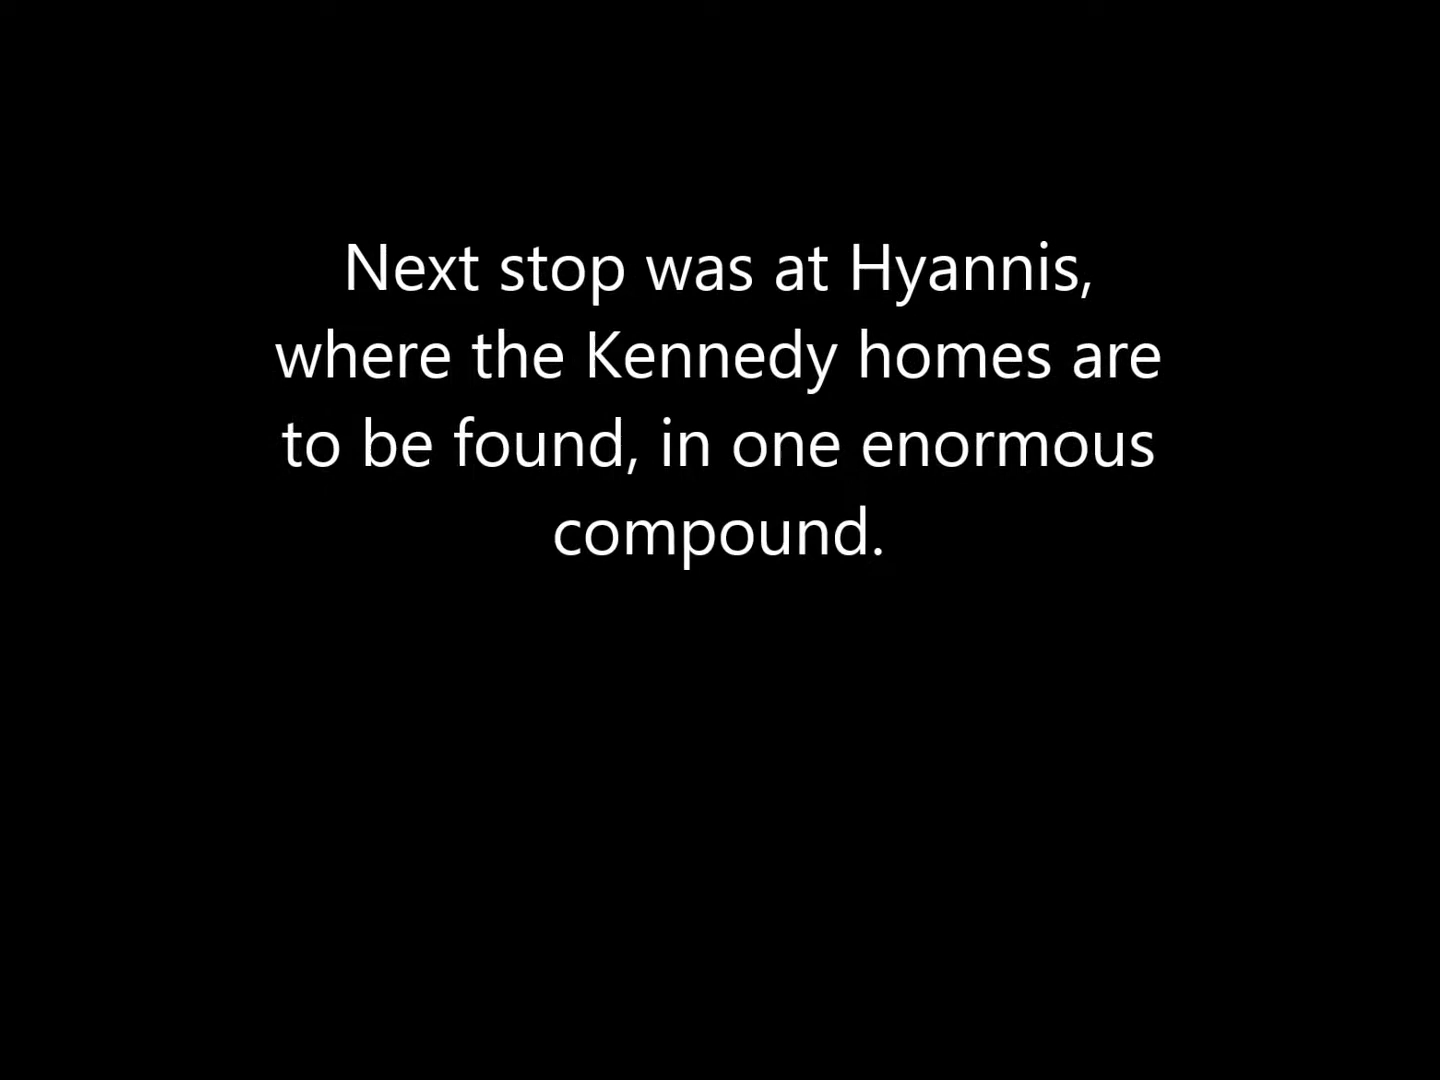 Next stop was at Hyannis,
where the Kennedy homes are
to be found, in one enormous
compound.